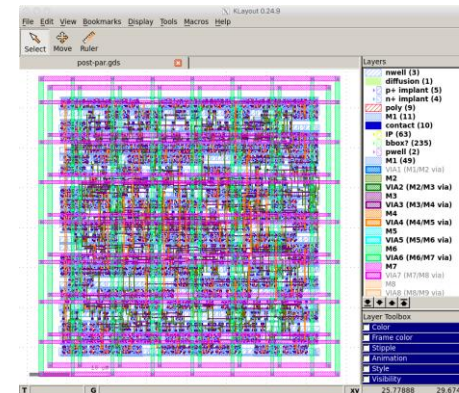 KLayout 0.24.9
File Edit View Bookmarks Display Tools Macros Help
Select Move Ruler
post-par.gds
Layers
nwell (3)
diffusion (1)
p+ implant (5)
n+ implant (4)
poly (9)
M1 (11)
contact (10)
IP (63)
bbox? (235)
pwell (2)
M1 (49)
VIA1 (M1/M2 via)
M2
VIA2 (M2/M3 via)
M3
VIA3 (M3/M4 via)
M4
VIA4 (M4/M5 via)
M5
VIA5 (M5/M6 via)
M6
VIA6 (M6/M7 via)
M7
VIA7 (M7/M8 via)
M8
VIA8 (M8/M9 via)
Layer Toolbox
Color
Frame color
Stipple
Animation
Style
Visibility
T G Xy 25.77888 29.674